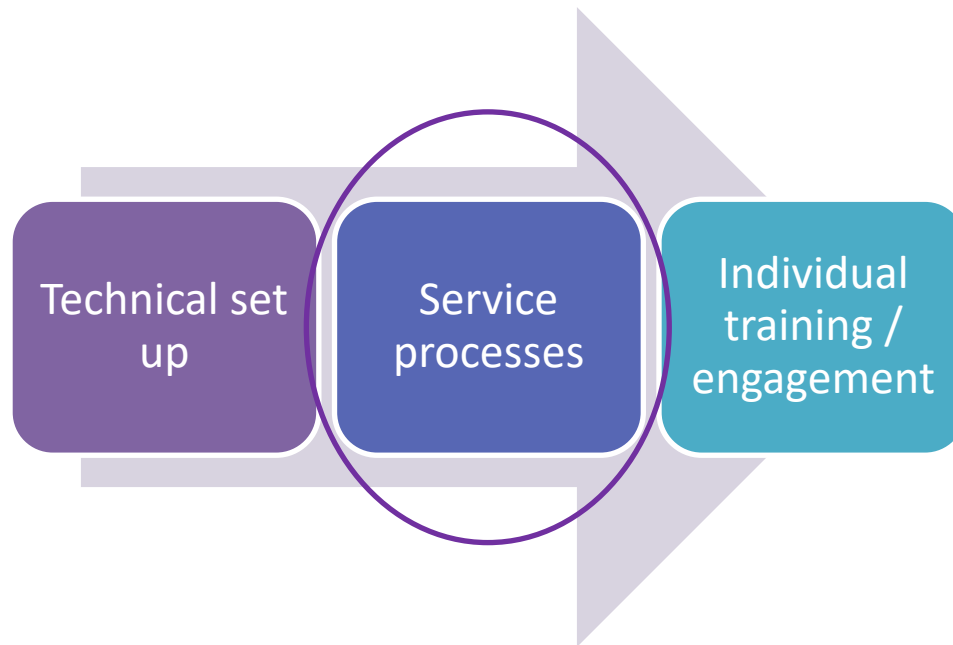 Technical set
up
Service
processes
Individual
training /
engagement